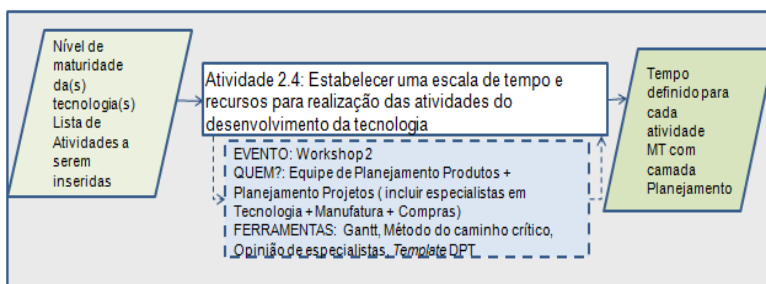 Nível de
maturidade
da(s)
tecnologia(s)
Lista de
Atividades a
serem
inseridas
Atividade 2.4: Estabelecer uma escala de tempo e
recursos para realização das atividades do
desenvolvimento da tecnologia
EVENTO: Workshop 2
QUEM?: Equipe de Planejamento Produtos +
Planejamento Projetos ( incluir especialistas em
Tecnologia + Manufatura + Compras)
FERRAMENTAS: Gantt, Método do caminho crítico,
Opinião de especialistas, Template DPT
Tempo
definido para
cada
atividade
MT com
camada
Planejamento